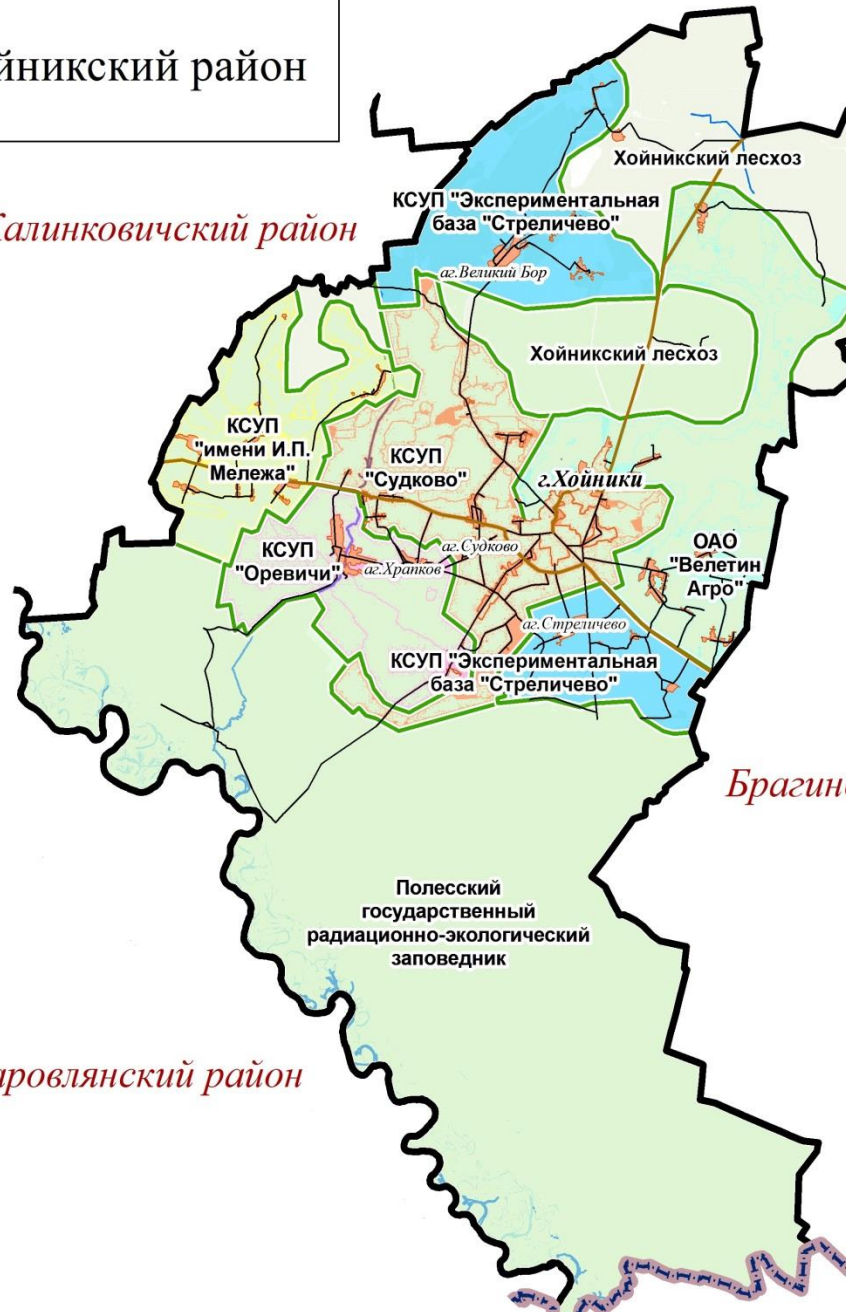 йникский район
Хойникский лесхоз
КСУП "Экспериментальная
база "Стреличево"
алинковичский район
аг.Великий Бор
Хойникский лесхоз
КСУП
"имени И.П.
Мележа"
КСУП
"Судково"
г.Хойники
КСУП
"Оревичи"
аг.Судково
аг.Храпков
ОАО
"Велетин
Агро"
аг.Стреличево
КСУП "Экспериментальная
база "Стреличево"
Брагин
Полесский
государственный
радиационно-экологический
заповедник
аровлянский район